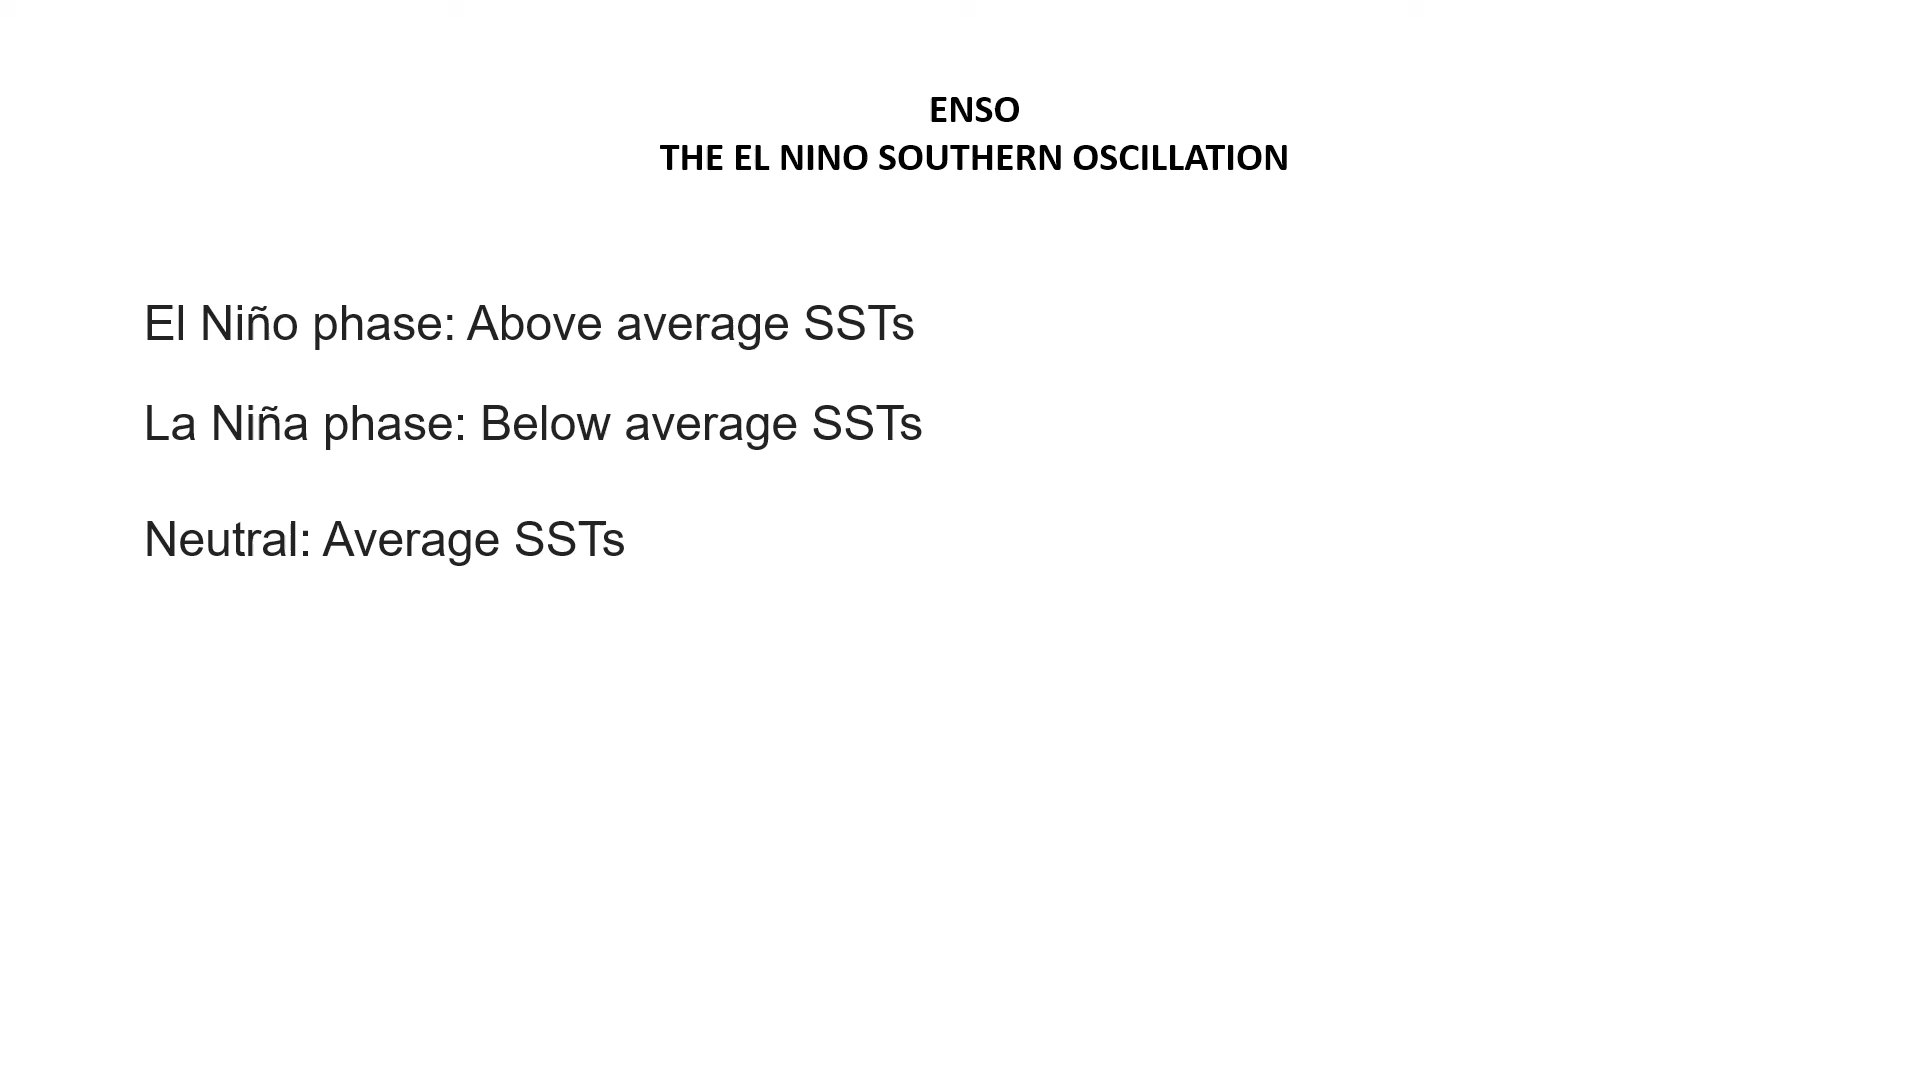 ENSO
THE EL NINO SOUTHERN OSCILLATION
El Niño phase: Above average SSTs
La Niña phase: Below average SSTs
Neutral: Average SSTs